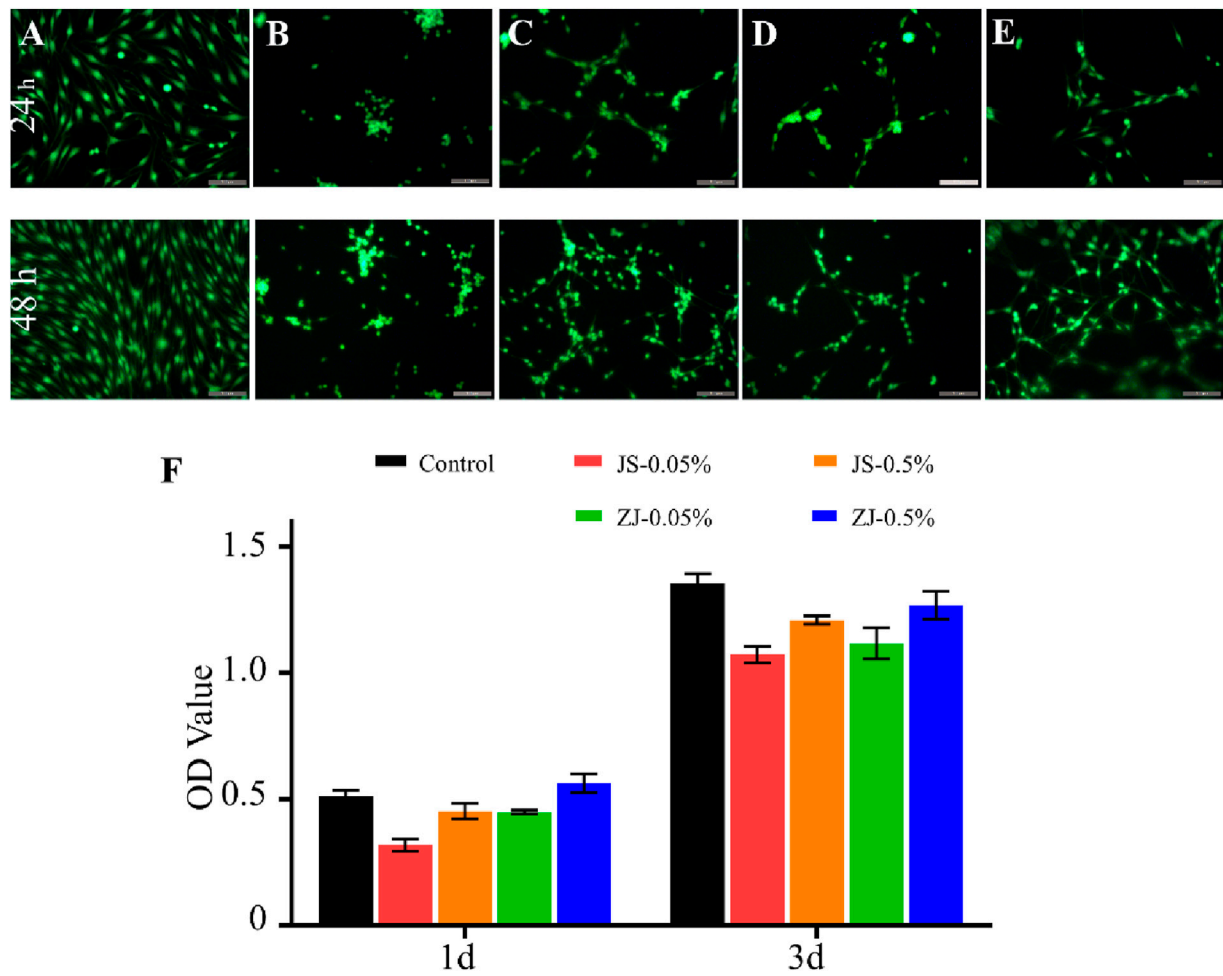 A B C D E
24 h
48 h
F
Control JS-0.05% JS-0.5%
ZJ-0.05% ZJ-0.5%
OD Value
1.5
1.0
0.5
0
1d 3d